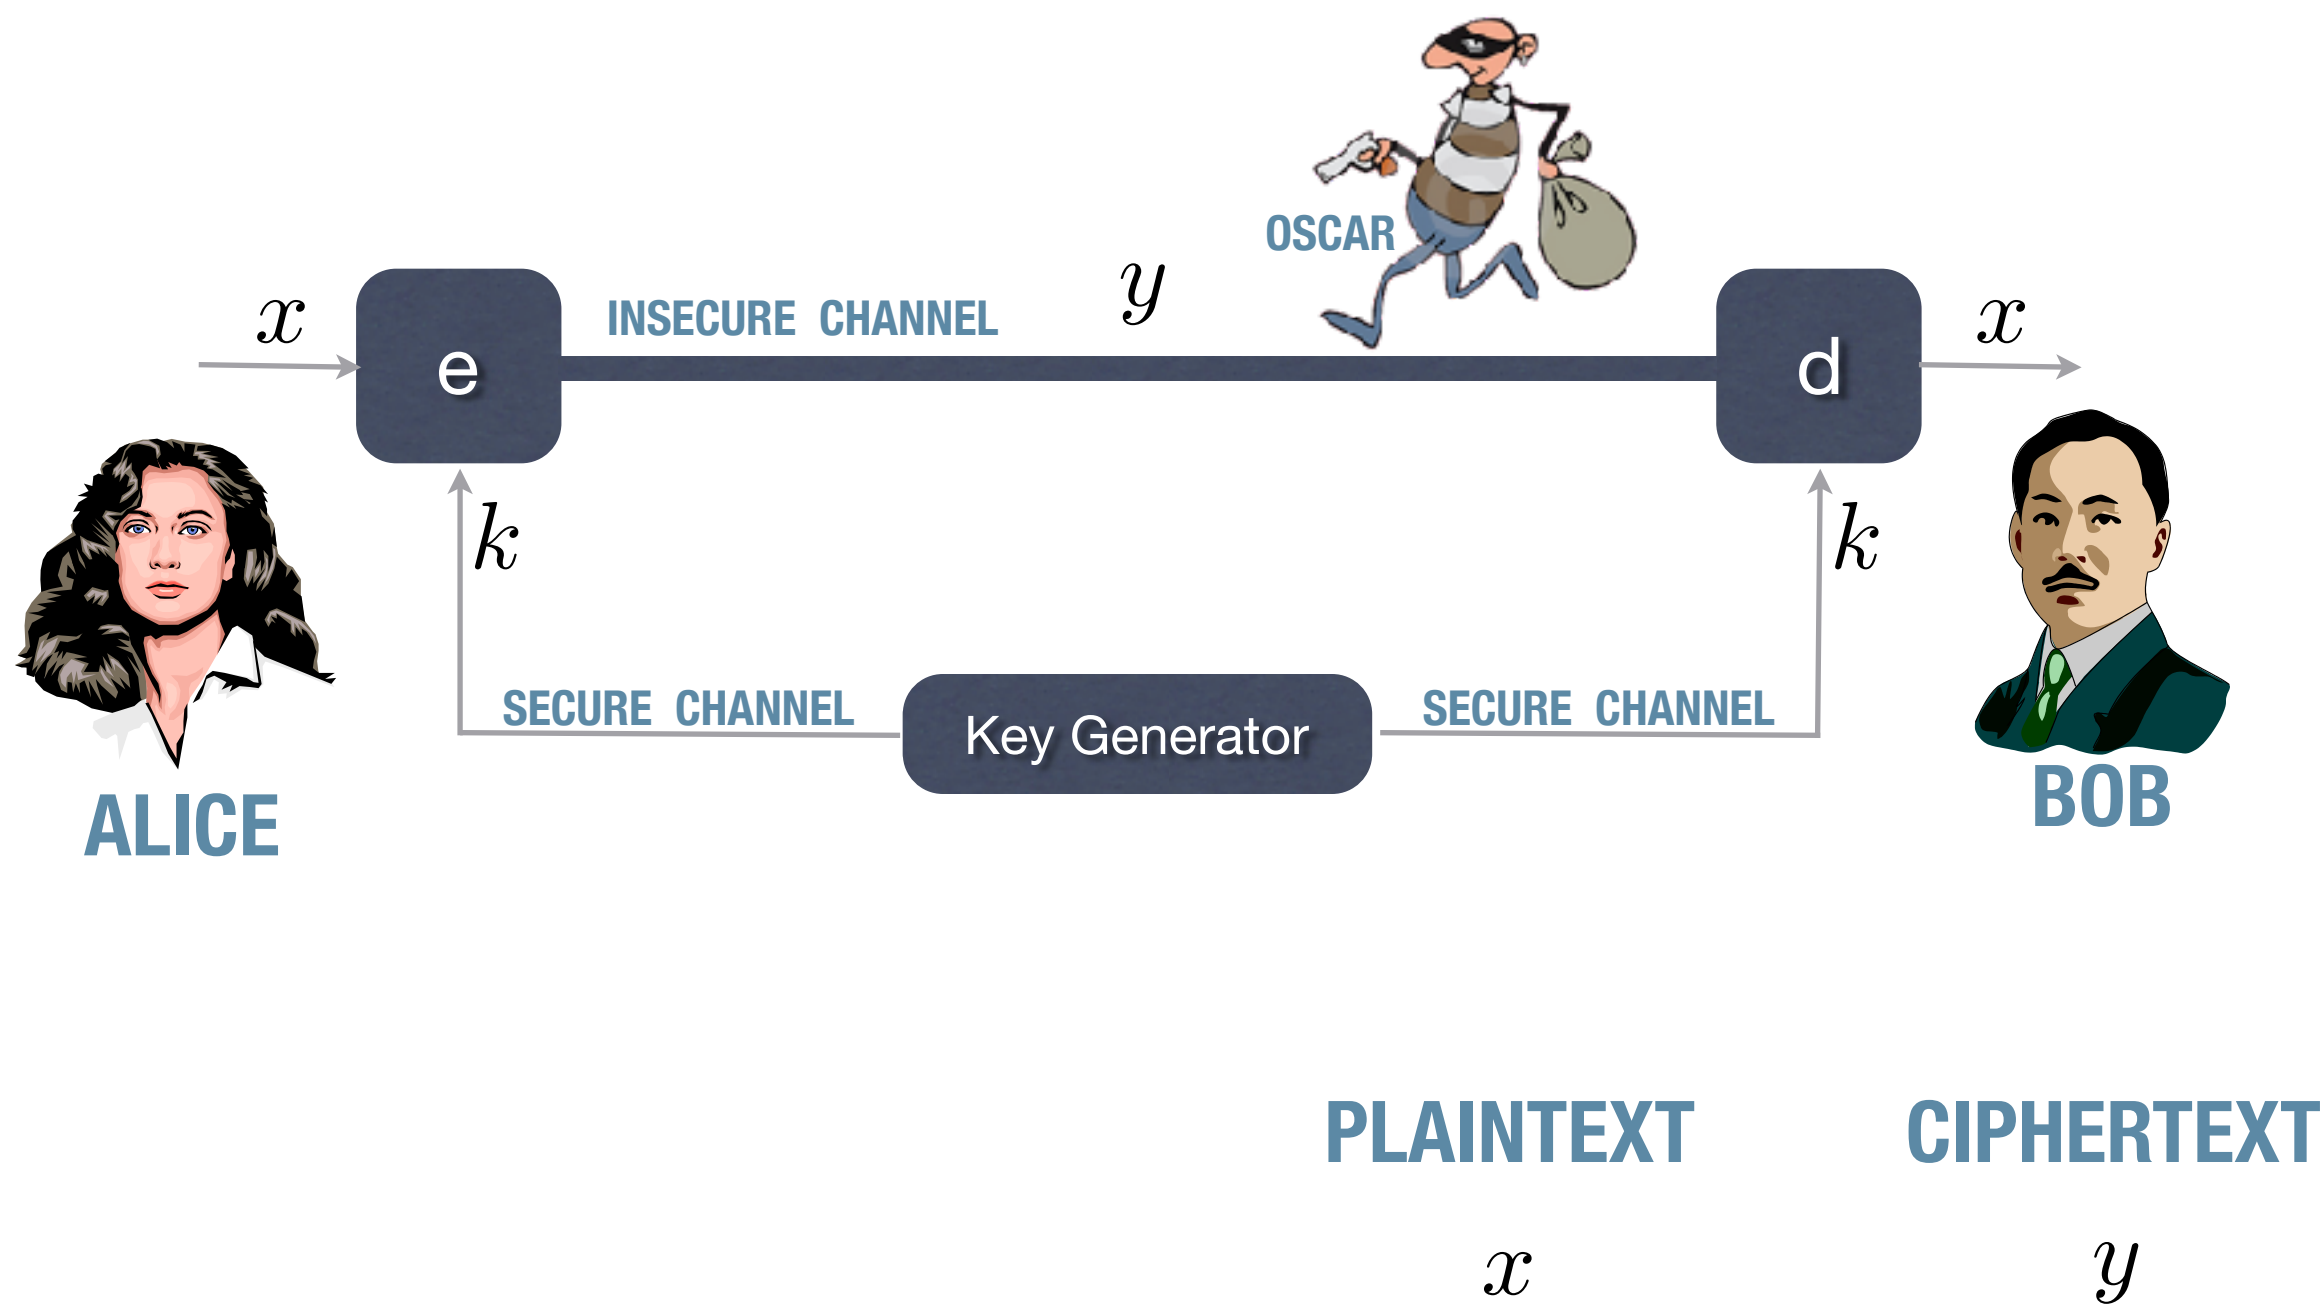 OSCAR
x
INSECURE CHANNEL
y
x
e
d
k
k
SECURE CHANNEL
Key Generator
SECURE CHANNEL
ALICE
BOB
PLAINTEXT
CIPHERTEXT
x
y